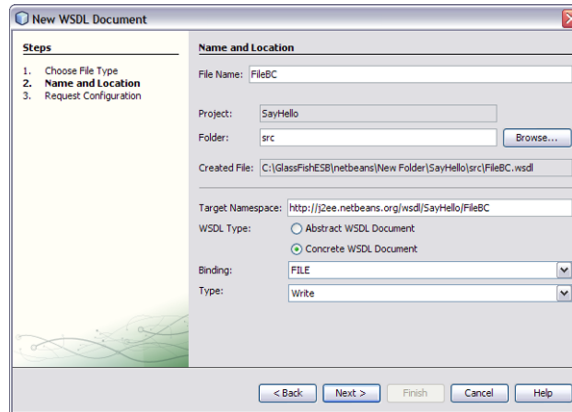 New WSDL Document
Steps
1. Choose File Type
2. Name and Location
3. Request Configuration
Name and Location
File Name: FileBC
Project: SayHello
Folder: src Browse...
Created File: C:\GlassFishESB\netbeans\New Folder\SayHello\src\FileBC.wsdl
Target Namespace: http://j2ee.netbeans.org/wsdl/SayHello/FileBC
WSDL Type: Abstract WSDL Document
Concrete WSDL Document
Binding: FILE
Type: Write
< Back Next > Finish Cancel Help